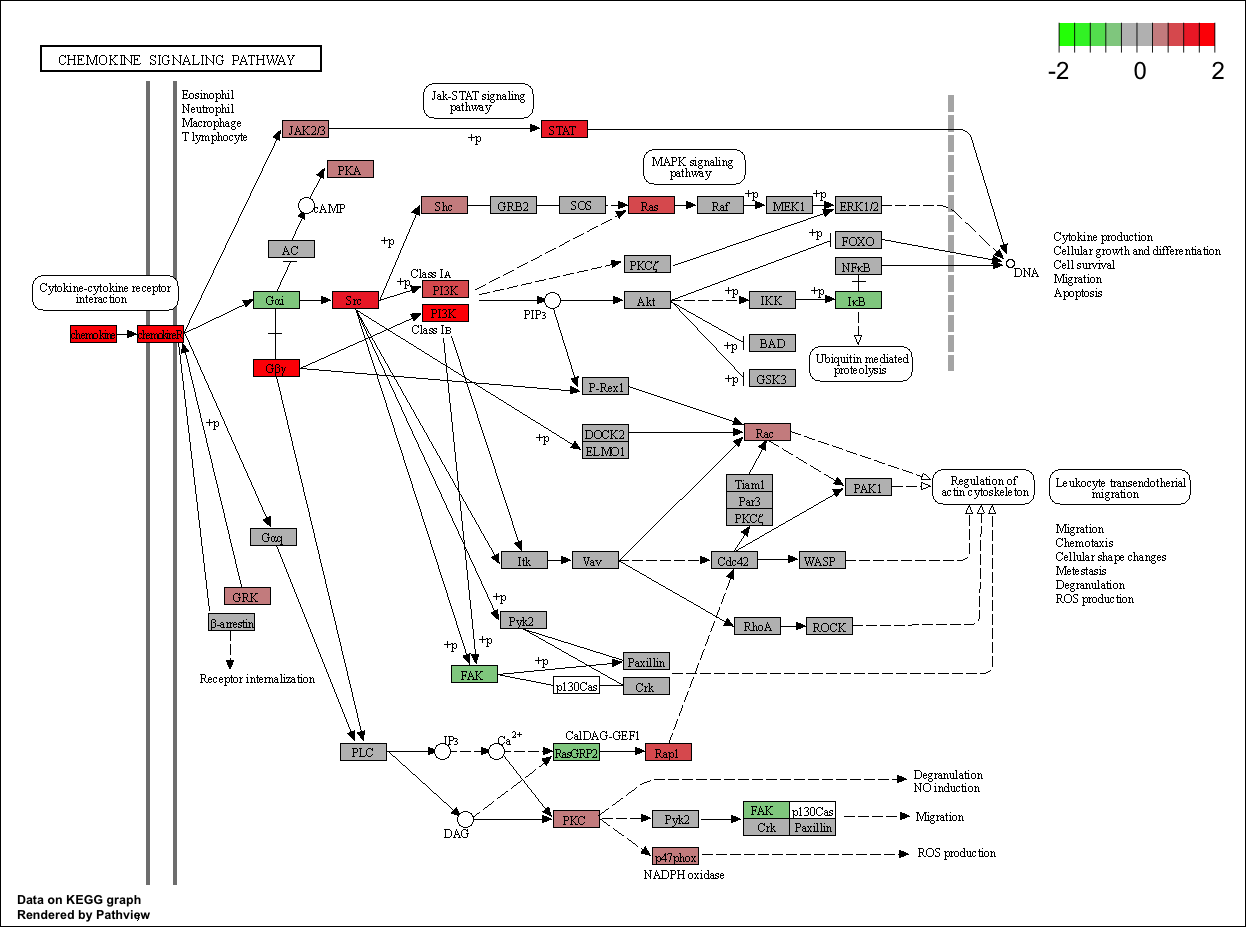 CHEMOKINE SIGNALING PATHWAY
-2
0
2
Eosinophil
Neutrophil
Macrophage
T lymphocyte
Jak-STAT signaling
pathway
JAK2/3
+p
STAT
MAPK signaling
pathway
PKA
cAMP
AC
+p
Shc
GRB2
SOS
Ras
+p
Raf
+p
MEK1
ERK1/2
+p
FOXO
PKCζ
NFκB
DNA
Cytokine production
Cellular growth and differentiation
Cell survival
Migration
Apoptosis
Cytokine-cytokine receptor
interaction
chemokine
chemokineR
Gαi
Src
+p
Class IA
PI3K
PI3K
Class IB
PIP3
Akt
+p
IKK
+p
IκB
+p
BAD
+p
GSK3
Ubiquitin mediated
proteolysis
Gβγ
P-Rex1
+p
+p
DOCK2
ELMO1
Rac
Tiam1
Par3
PKCζ
PAK1
Regulation of
actin cytoskeleton
Leukocyte transendothelial
migration
Gαq
Itk
Vav
Cdc42
WASP
Migration
Chemotaxis
Cellular shape changes
Metestasis
Degranulation
ROS production
GRK
β-arrestin
+p
Pyk2
RhoA
ROCK
+p
+p
+p
Paxillin
FAK
p130Cas
Crk
Receptor internalization
PLC
IP3
Ca2+
CalDAG-GEF1
RasGRP2
Rap1
Degranulation
NO induction
DAG
PKC
Pyk2
FAK
p130Cas
Crk
Paxillin
Migration
p47phox
NADPH oxidase
ROS production
Data on KEGG graph
Rendered by Pathview